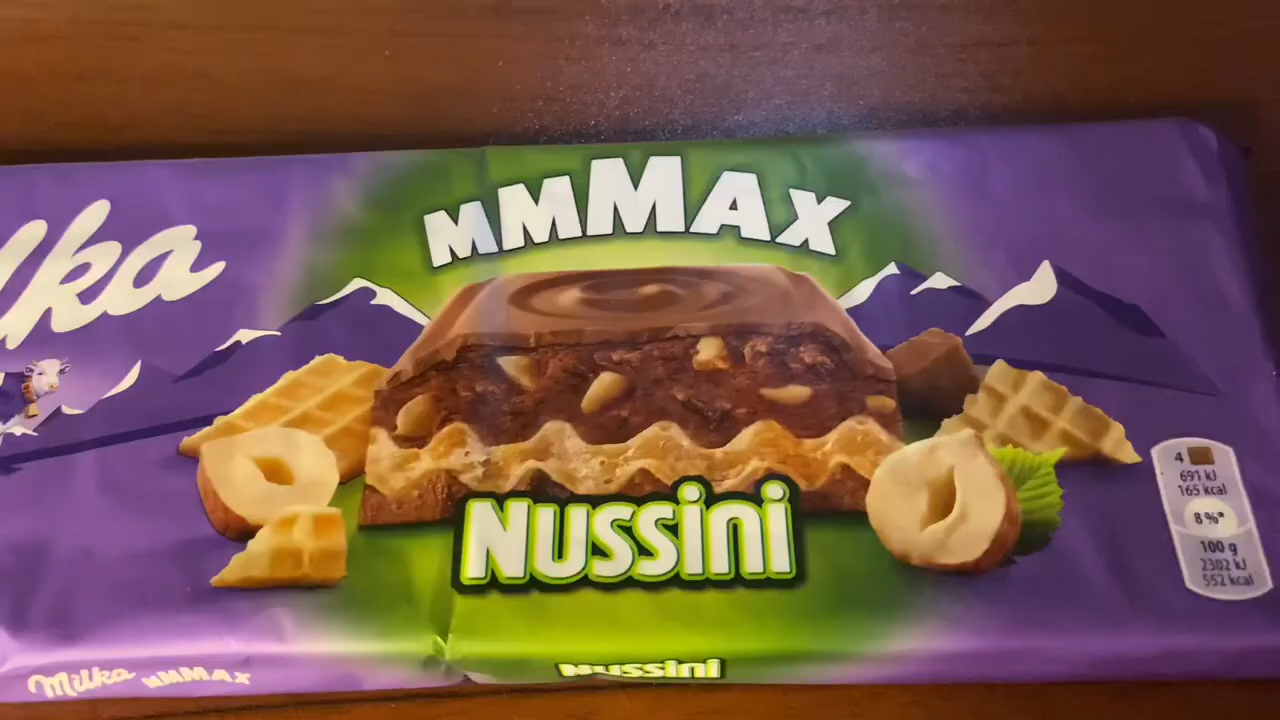 lka
MMMAX
Nussini
4
691 kJ
165 kcal
8 %*
100 g
2302 kJ
552 kcal
Milka MMMAX
Nussini